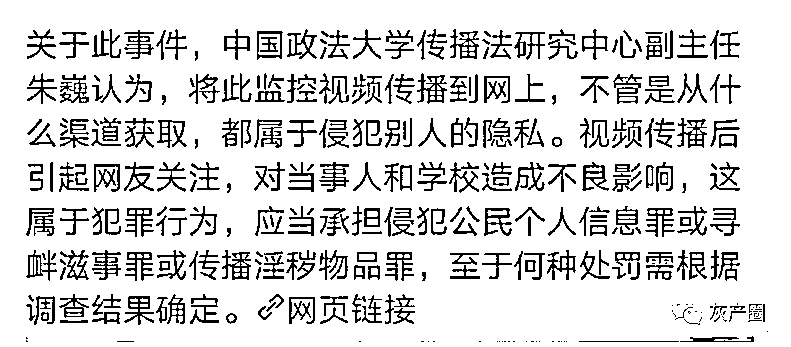 关于此事件，中国政法大学传播法研究中心副主任
朱巍认为，将此监控视频传播到网上，不管是从什
么渠道获取，都属于侵犯别人的隐私。视频传播后
引起网友关注，对当事人和学校造成不良影响，这
属于犯罪行为，应当承担侵犯公民个人信息罪或寻
衅滋事罪或传播淫秽物品罪，至于何种处罚需根据
调查结果确定。网页链接
灰产圈